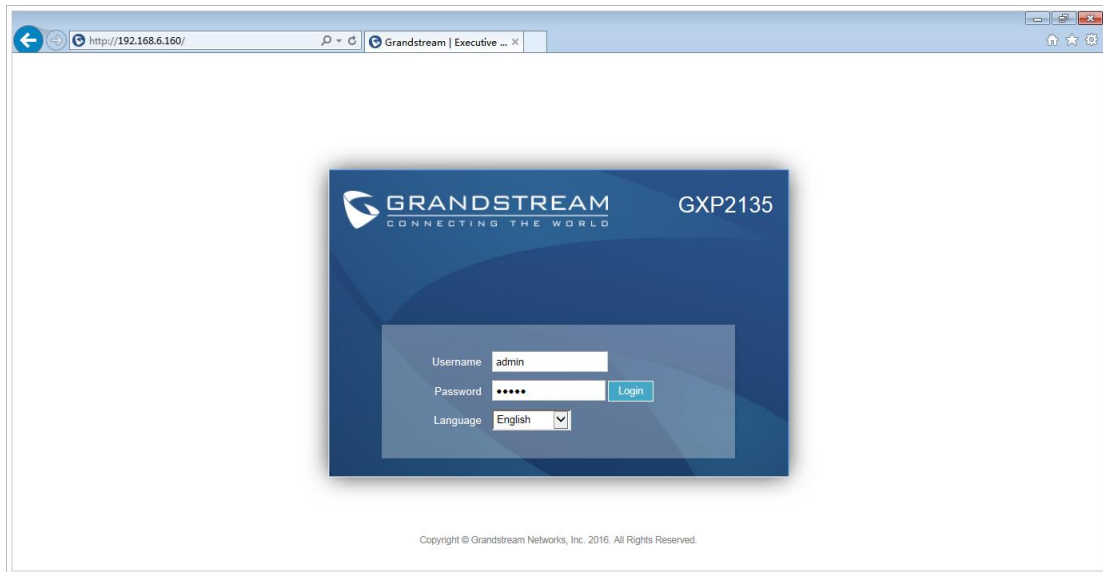 http://192.168.6.160/
Grandstream | Executive ...
GRANDSTREAM
CONNECTING THE WORLD
GXP2135
Username admin
Password •••••
Login
Language English
Copyright © Grandstream Networks, Inc. 2016. All Rights Reserved.